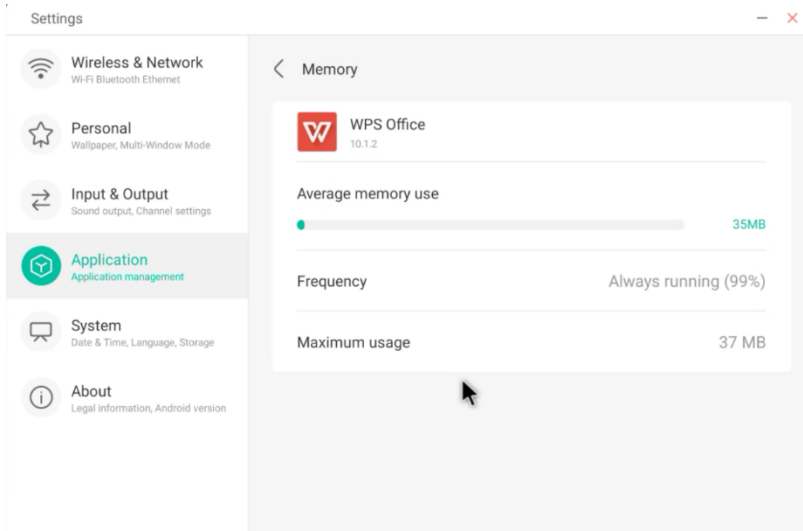 Settings
Wireless & Network
Wi-Fi Bluetooth Ethernet
Personal
Wallpaper, Multi-Window Mode
Input & Output
Sound output, Channel settings
Application
Application management
System
Date & Time, Language, Storage
About
Legal information, Android version
Memory
WPS Office
10.1.2
Average memory use
35MB
Frequency
Always running (99%)
Maximum usage
37 MB